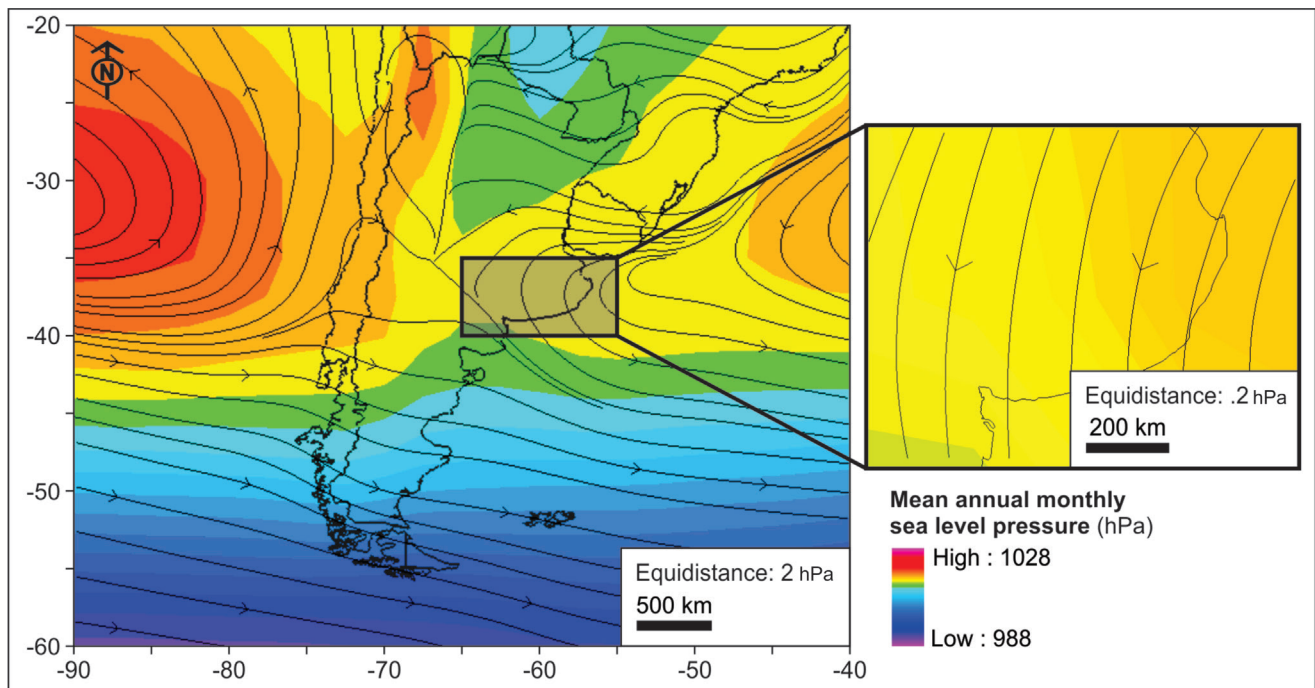 -20
-30
-40
-50
-60
N
-90
-80
-70
-60
-50
-40
Equidistance: 2 hPa
500 km
Equidistance: .2 hPa
200 km
Mean annual monthly
sea level pressure (hPa)
High : 1028
Low : 988